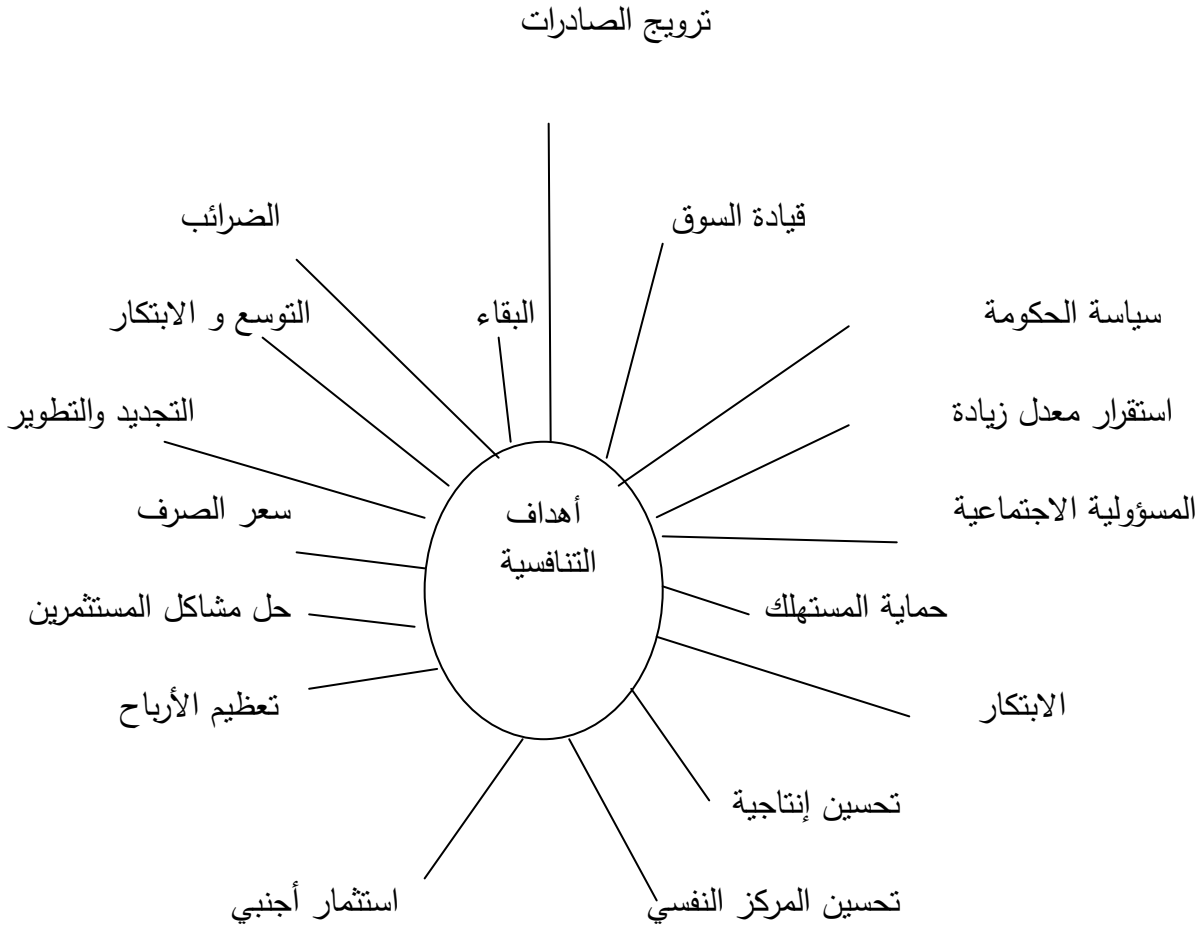 ترويج الصادرات
قيادة السوق
الضرائب
سياسة الحكومة
البقاء
التوسع و الابتكار
استقرار معدل زيادة
التجديد والتطوير
المسؤولية الاجتماعية
أهداف
التنافسية
سعر الصرف
حماية المستهلك
حل مشاكل المستثمرين
الابتكار
تعظيم الأرباح
تحسين إنتاجية
تحسين المركز النفسي
استثمار أجنبي